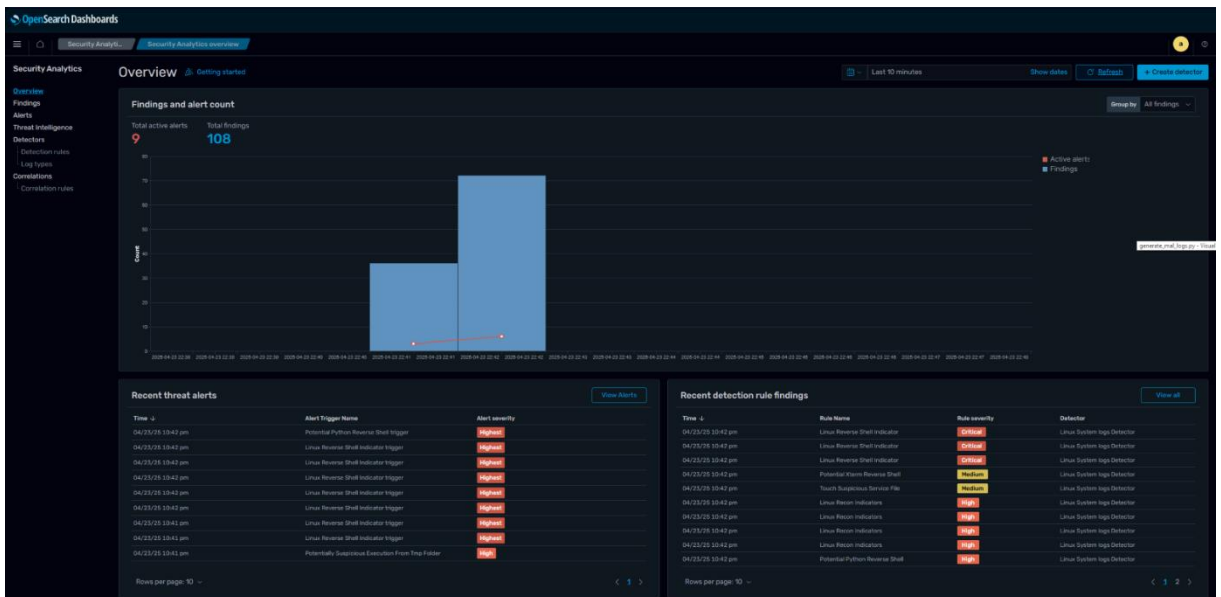 OpenSearch Dashboards
Security Analyti... Security Analytics overview a
Security Analytics
Overview
Findings
Alerts
Threat Intelligence
Detectors
Detection rules
Log types
Correlations
Correlation rules
Overview Getting started Last 10 minutes Show dates Refresh + Create detector
Findings and alert count Group by All findings
Total active alerts Total findings
9 108
Active alerts
Findings
80
70
60
50
40
30
20
10
0
Count
generate_mal_logs.py - Visual
Recent threat alerts View Alerts
Time Alert Trigger Name Alert severity
04/23/25 10:42 pm Potential Python Reverse Shell trigger Highest
04/23/25 10:42 pm Linux Reverse Shell Indicator trigger Highest
04/23/25 10:42 pm Linux Reverse Shell Indicator trigger Highest
04/23/25 10:42 pm Linux Reverse Shell Indicator trigger Highest
04/23/25 10:42 pm Linux Reverse Shell Indicator trigger Highest
04/23/25 10:42 pm Linux Reverse Shell Indicator trigger Highest
04/23/25 10:41 pm Linux Reverse Shell Indicator trigger Highest
04/23/25 10:41 pm Linux Reverse Shell Indicator trigger Highest
04/23/25 10:41 pm Potentially Suspicious Execution From Tmp Folder High
Rows per page: 10 < 1 >
Recent detection rule findings View all
Time Rule Name Rule severity Detector
04/23/25 10:42 pm Linux Reverse Shell Indicator Critical Linux System logs Detector
04/23/25 10:42 pm Linux Reverse Shell Indicator Critical Linux System logs Detector
04/23/25 10:42 pm Linux Reverse Shell Indicator Critical Linux System logs Detector
04/23/25 10:42 pm Potential Xterm Reverse Shell Medium Linux System logs Detector
04/23/25 10:42 pm Touch Suspicious Service File Medium Linux System logs Detector
04/23/25 10:42 pm Linux Recon Indicators High Linux System logs Detector
04/23/25 10:42 pm Linux Recon Indicators High Linux System logs Detector
04/23/25 10:42 pm Linux Recon Indicators High Linux System logs Detector
04/23/25 10:42 pm Linux Recon Indicators High Linux System logs Detector
04/23/25 10:42 pm Potential Python Reverse Shell High Linux System logs Detector
Rows per page: 10 < 1 2 >